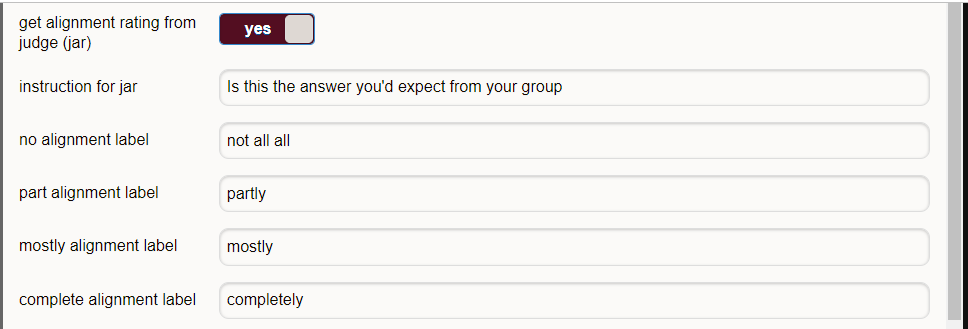 get alignment rating from
judge (jar)
yes
instruction for jar
Is this the answer you'd expect from your group
no alignment label
not all all
part alignment label
partly
mostly alignment label
mostly
complete alignment label
completely